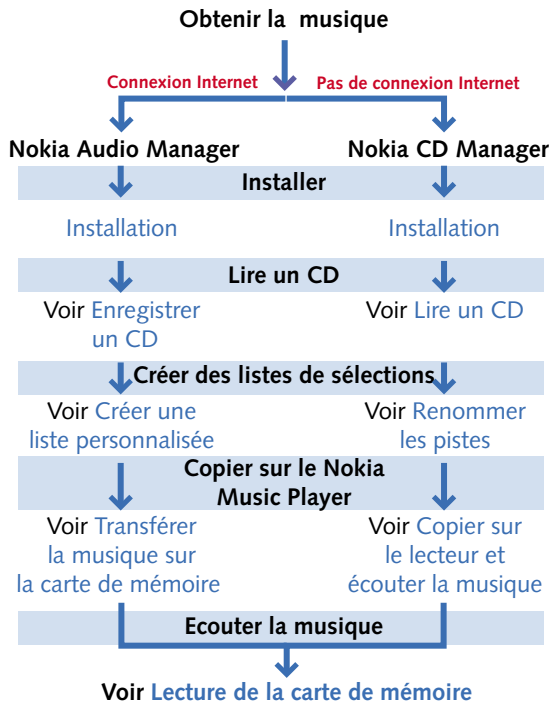 Obtenir la musique
Connexion Internet
Pas de connexion Internet
Nokia Audio Manager
Nokia CD Manager
Installer
Installation
Installation
Lire un CD
Voir Enregistrer
un CD
Voir Lire un CD
Créer des listes de sélections
Voir Créer une
liste personnalisée
Voir Renommer
les pistes
Copier sur le Nokia
Music Player
Voir Transférer
la musique sur
la carte de mémoire
Voir Copier sur
le lecteur et
écouter la musique
Ecouter la musique
Voir Lecture de la carte de mémoire